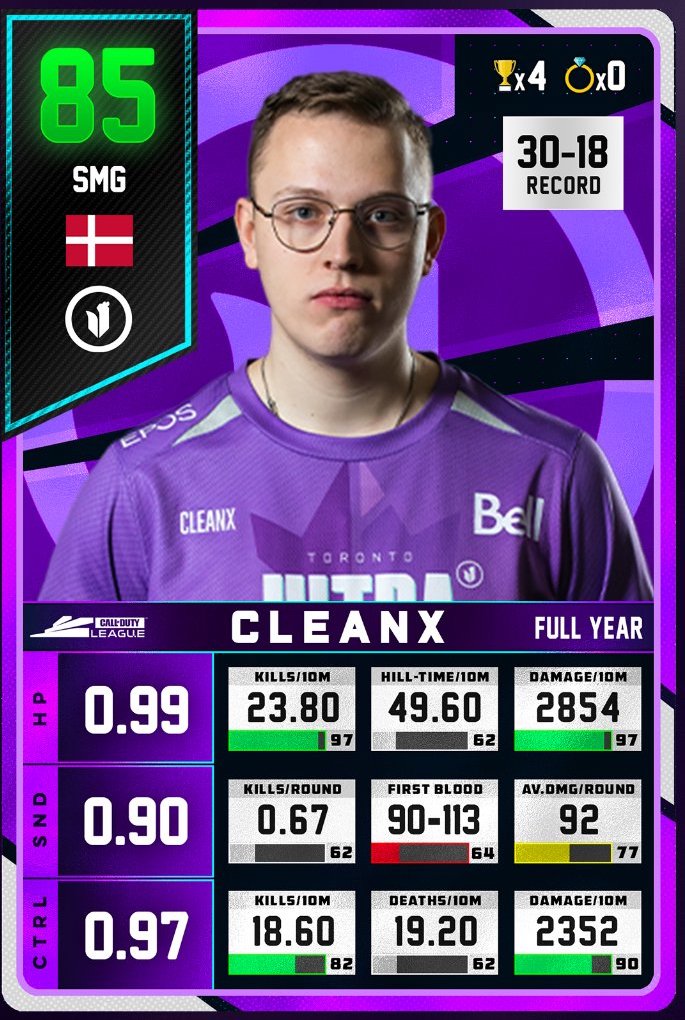 85
SMG
x4 x0
30-18
RECORD
EPOS
CLEANX
Bell
TORONTO
ULTRA
CALL OF DUTY
LEAGUE
CLEANX
FULL YEAR
HP
0.99
KILLS/10M
23.80
97
HILL-TIME/10M
49.60
62
DAMAGE/10M
2854
97
SND
0.90
KILLS/ROUND
0.67
62
FIRST BLOOD
90-113
64
AV.DMG/ROUND
92
77
CTRL
0.97
KILLS/10M
18.60
82
DEATHS/10M
19.20
62
DAMAGE/10M
2352
90